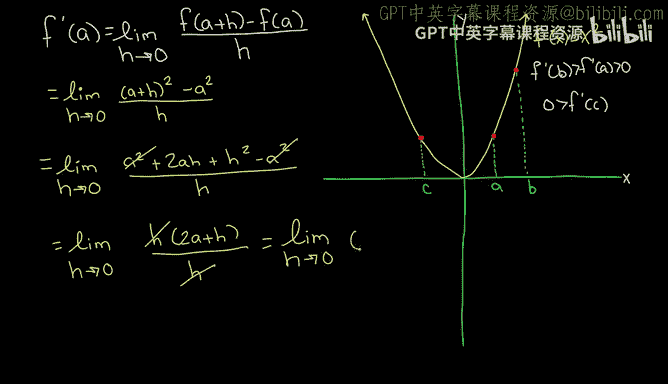 GPT中英字幕课程资源@bilibili.com
GPT中英字幕课程资源 bilibili
f'(a) = lim h→0 f(a+h)-f(a) / h
= lim h→0 (a+h)² - a² / h
= lim h→0 a² + 2ah + h² - a² / h
= lim h→0 h(2a+h) / h = lim h→0 (
f'(b)>f'(a)>0
0>f'(c)
c a b x